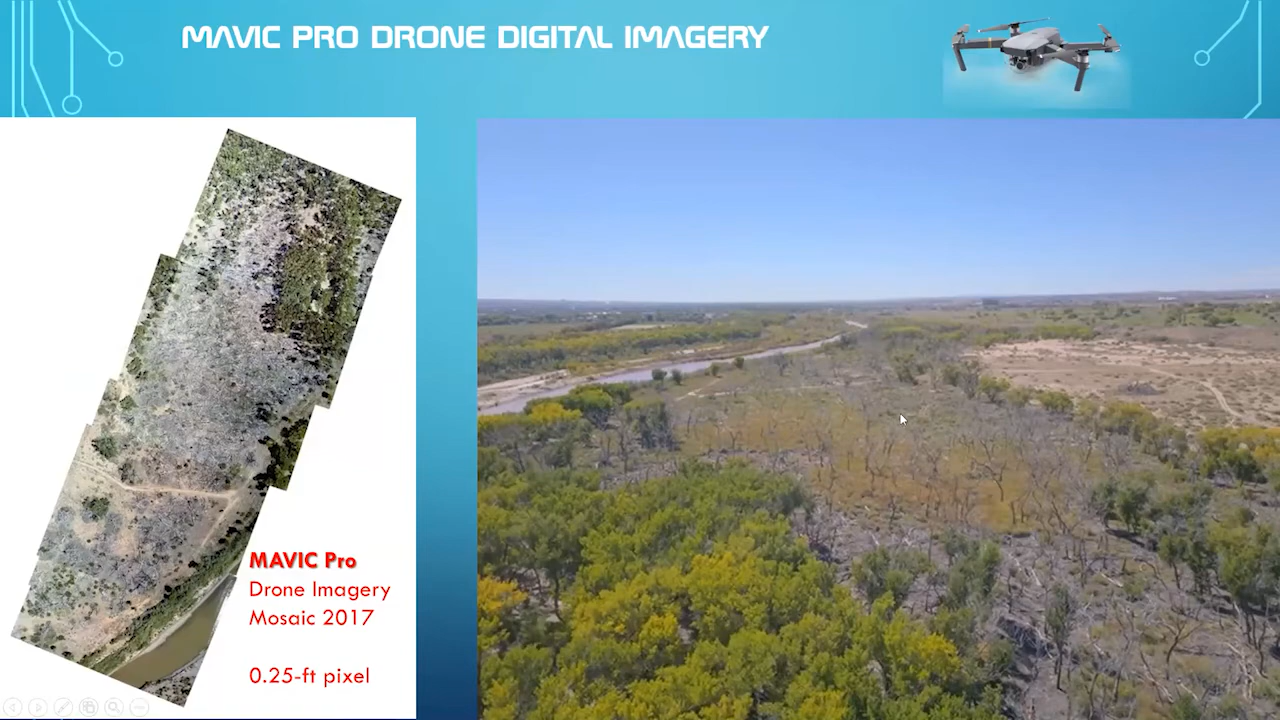 MAVIC PRO DRONE DIGITAL IMAGERY
MAVIC Pro
Drone Imagery
Mosaic 2017
0.25-ft pixel